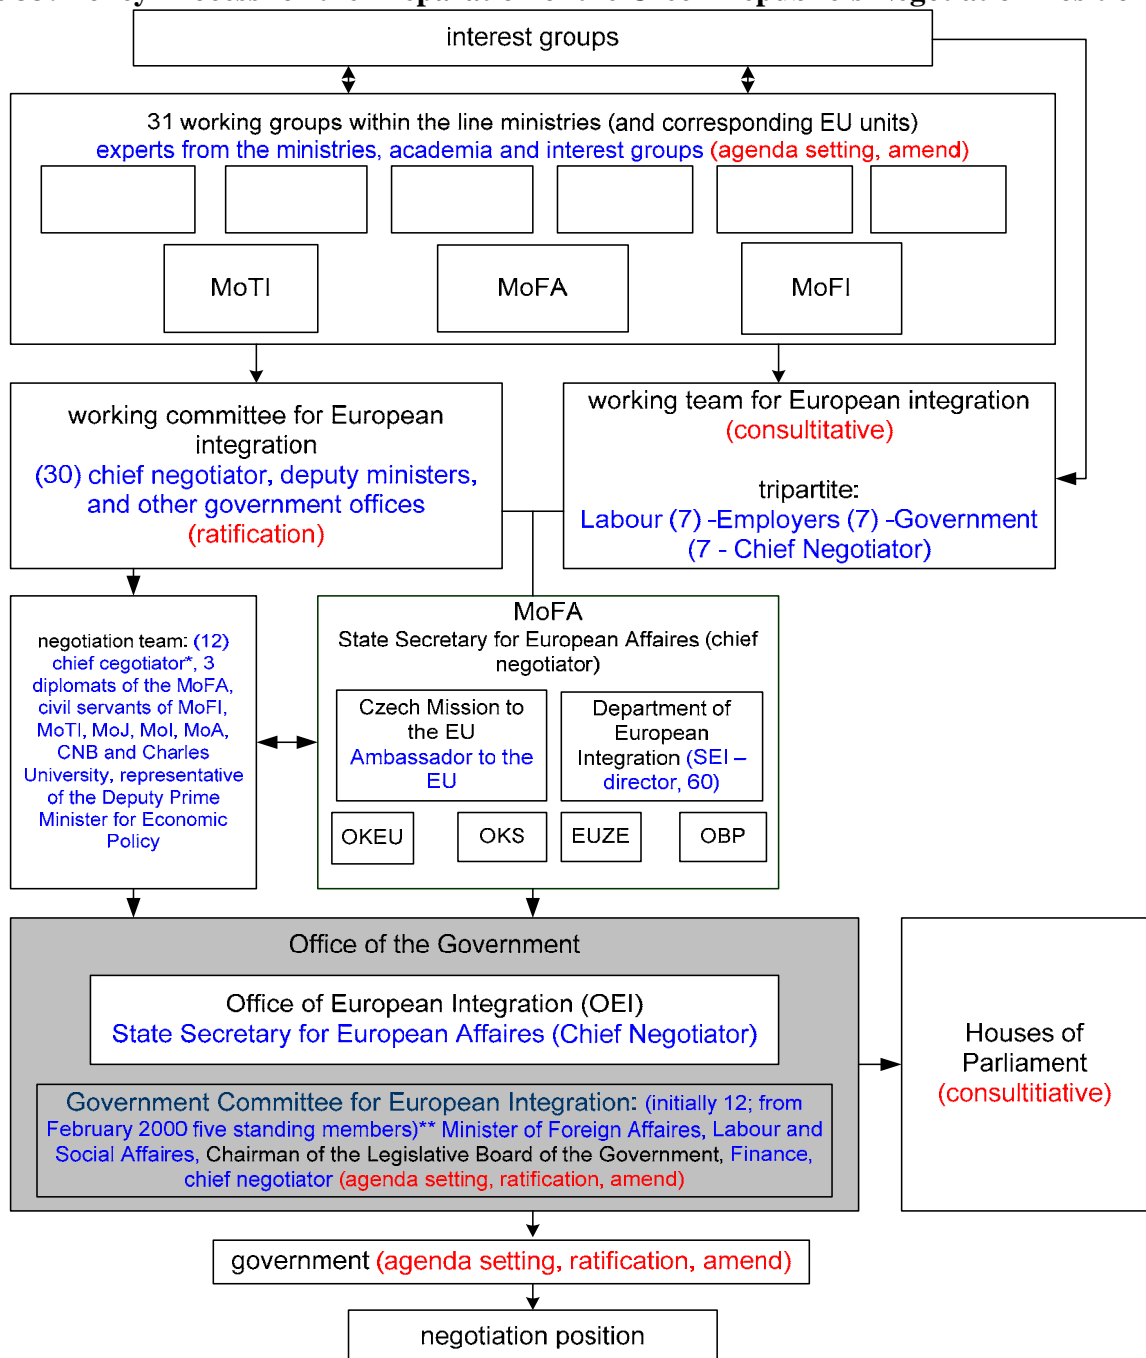 interest groups
31 working groups within the line ministries (and corresponding EU units)
experts from the ministries, academia and interest groups (agenda setting, amend)
MoTI
MoFA
MoFI
working committee for European
integration
(30) chief negotiator, deputy ministers,
and other government offices
(ratification)
working team for European integration
(consultitative)
tripartite:
Labour (7) -Employers (7) -Government
(7 - Chief Negotiator)
negotiation team: (12)
chief cegotiator*, 3
diplomats of the MoFA,
civil servants of MoFI,
MoTI, MoJ, MoI, MoA,
CNB and Charles
University, representative
of the Deputy Prime
Minister for Economic
Policy
MoFA
State Secretary for European Affaires (chief
negotiator)
Czech Mission to
the EU
Ambassador to the
EU
Department of
European
Integration (SEI –
director, 60)
OKEU
OKS
EUZE
OBP
Office of the Government
Office of European Integration (OEI)
State Secretary for European Affaires (Chief Negotiator)
Government Committee for European Integration: (initially 12; from
February 2000 five standing members)** Minister of Foreign Affaires, Labour and
Social Affaires, Chairman of the Legislative Board of the Government, Finance,
chief negotiator (agenda setting, ratification, amend)
Houses of
Parliament
(consultitiative)
government (agenda setting, ratification, amend)
negotiation position